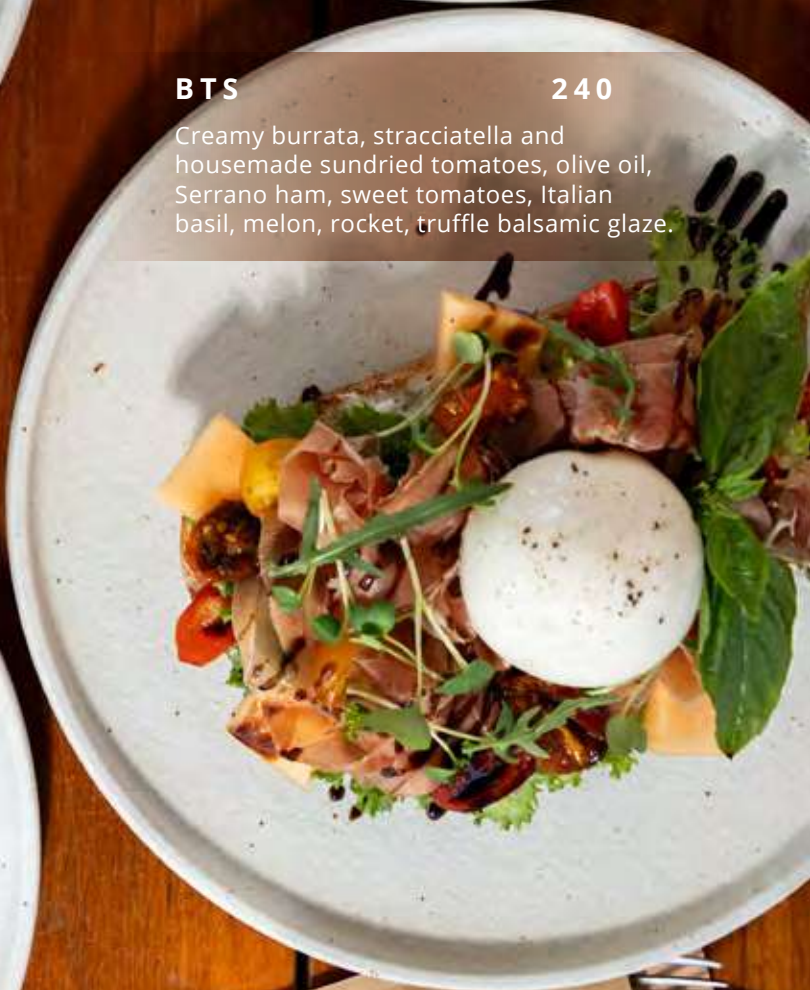 BTS 240
Creamy burrata, stracciatella and
housemade sundried tomatoes, olive oil,
Serrano ham, sweet tomatoes, Italian
basil, melon, rocket, truffle balsamic glaze.